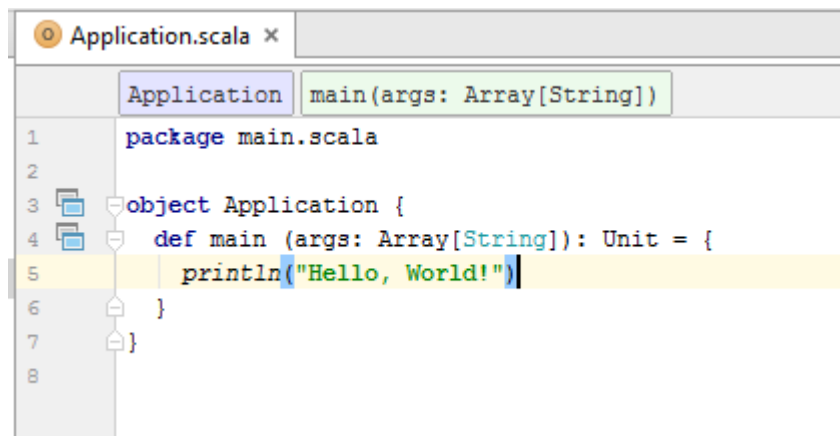 Application.scala ×
Application main(args: Array[String])
1 package main.scala
2
3 object Application {
4   def main (args: Array[String]): Unit = {
5     println("Hello, World!")
6   }
7 }
8